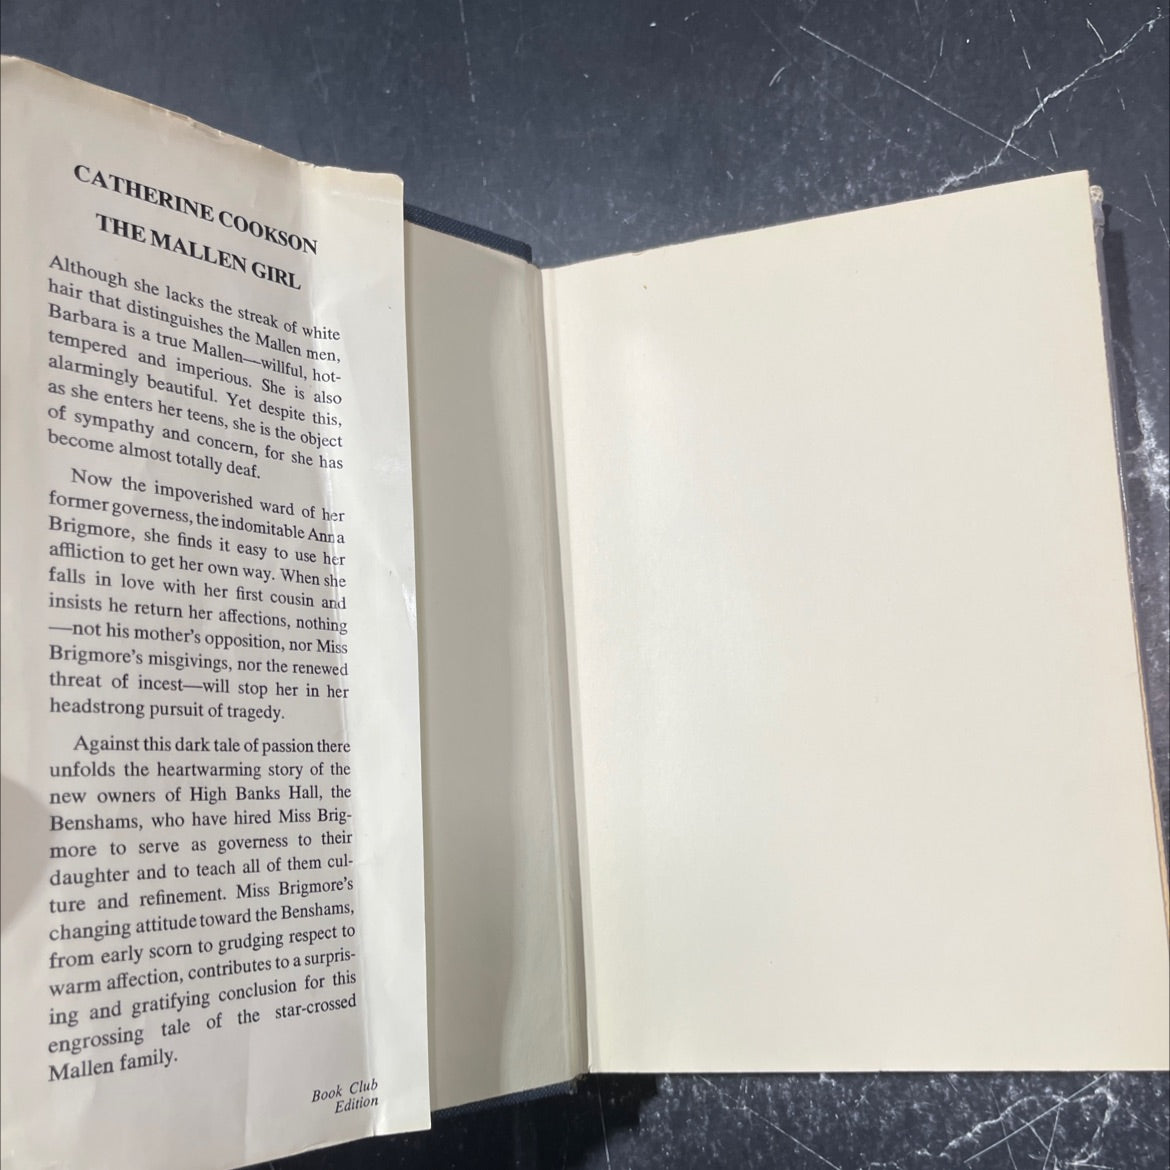 CATHERINE COOKSON
THE MALLEN GIRL
Although she lacks the streak of white
hair that distinguishes the Mallen men,
Barbara is a true Mallen—willful, hot-
tempered and imperious. She is also
alarmingly beautiful. Yet despite this,
as she enters her teens, she is the object
of sympathy and concern, for she has
become almost totally deaf.
Now the impoverished ward of her
former governess, the indomitable Anna
Brigmore, she finds it easy to use her
affliction to get her own way. When she
falls in love with her first cousin and
insists he return her affections, nothing
—not his mother's opposition, nor Miss
Brigmore's misgivings, nor the renewed
threat of incest—will stop her in her
headstrong pursuit of tragedy.
Against this dark tale of passion there
unfolds the heartwarming story of the
new owners of High Banks Hall, the
Benshams, who have hired Miss Brig-
more to serve as governess to their
daughter and to teach all of them cul-
ture and refinement. Miss Brigmore's
changing attitude toward the Benshams,
from early scorn to grudging respect to
warm affection, contributes to a surpris-
ing and gratifying conclusion for this
engrossing tale of the star-crossed
Mallen family.
Book Club
Edition